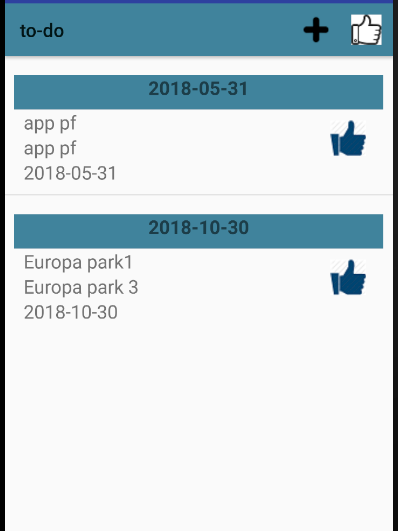 to-do
2018-05-31
app pf
app pf
2018-05-31
2018-10-30
Europa park1
Europa park 3
2018-10-30